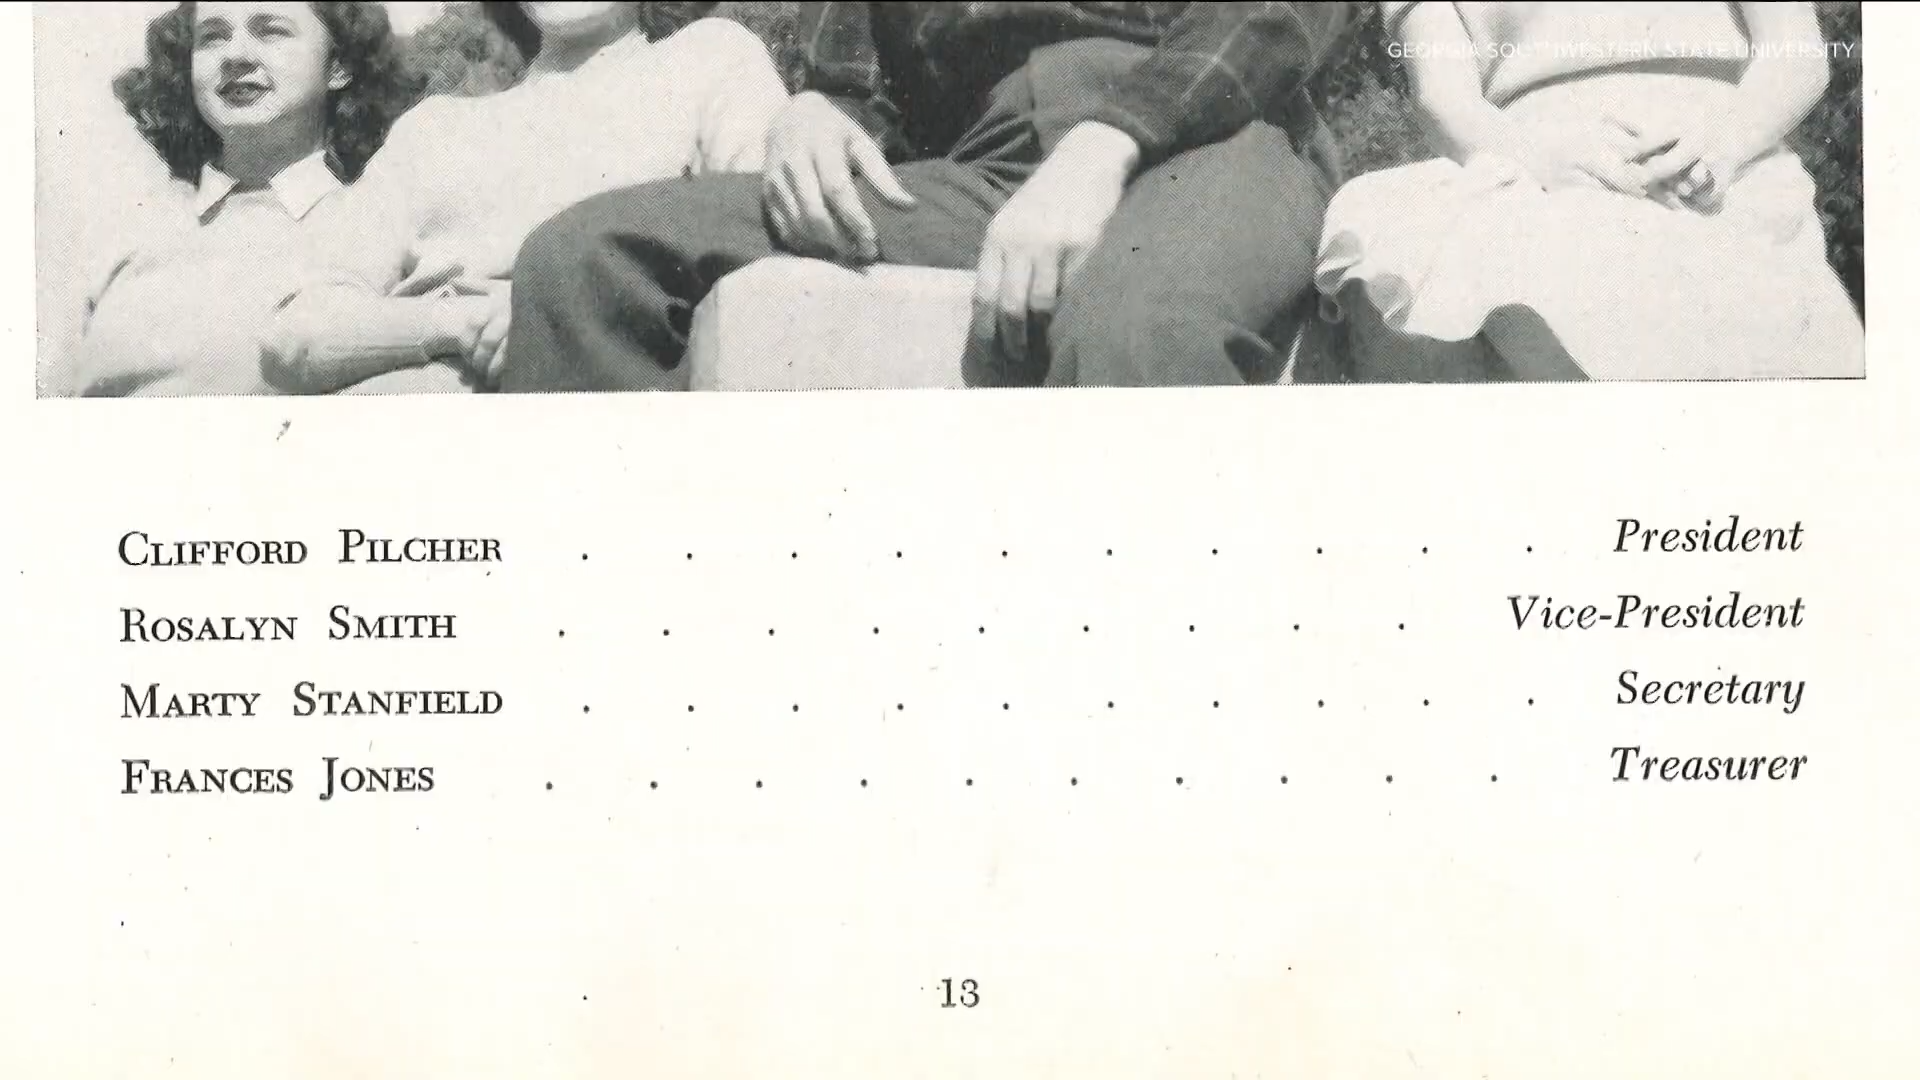 GEORGIA SOUTHWESTERN STATE UNIVERSITY
CLIFFORD PILCHER . . . . . . . . . . President
ROSALYN SMITH . . . . . . . . . Vice-President
MARTY STANFIELD . . . . . . . . . . Secretary
FRANCES JONES . . . . . . . . . . Treasurer
13